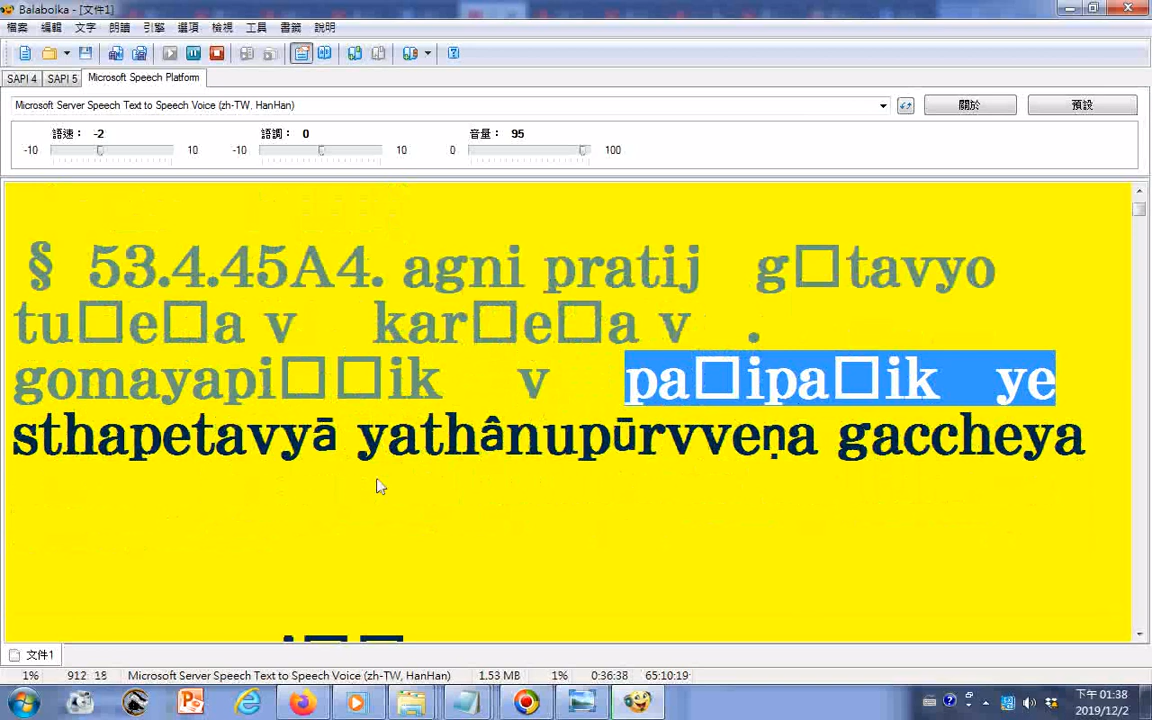 Balabolka - [文件1]
檔案 編輯 文字 朗讀 引擎 選項 檢視 工具 書籤 說明
SAPI 4 SAPI 5 Microsoft Speech Platform
Microsoft Server Speech Text to Speech Voice (zh-TW, HanHan)
關於 預設
語速： -2 語調： 0 音量： 95
-10 10 -10 10 0 100
§ 53.4.45A4. agni pratij g□tavyo
tu□e□a v kar□e□a v .
gomayapi□□ik v pa□ipa□ik ye
sthapetavyā yathânupūrvveṇa gaccheya
文件1
1% 912 18 Microsoft Server Speech Text to Speech Voice (zh-TW, HanHan) 1.53 MB 1% 0:36:38 65:10:19
下午 01:38
2019/12/2